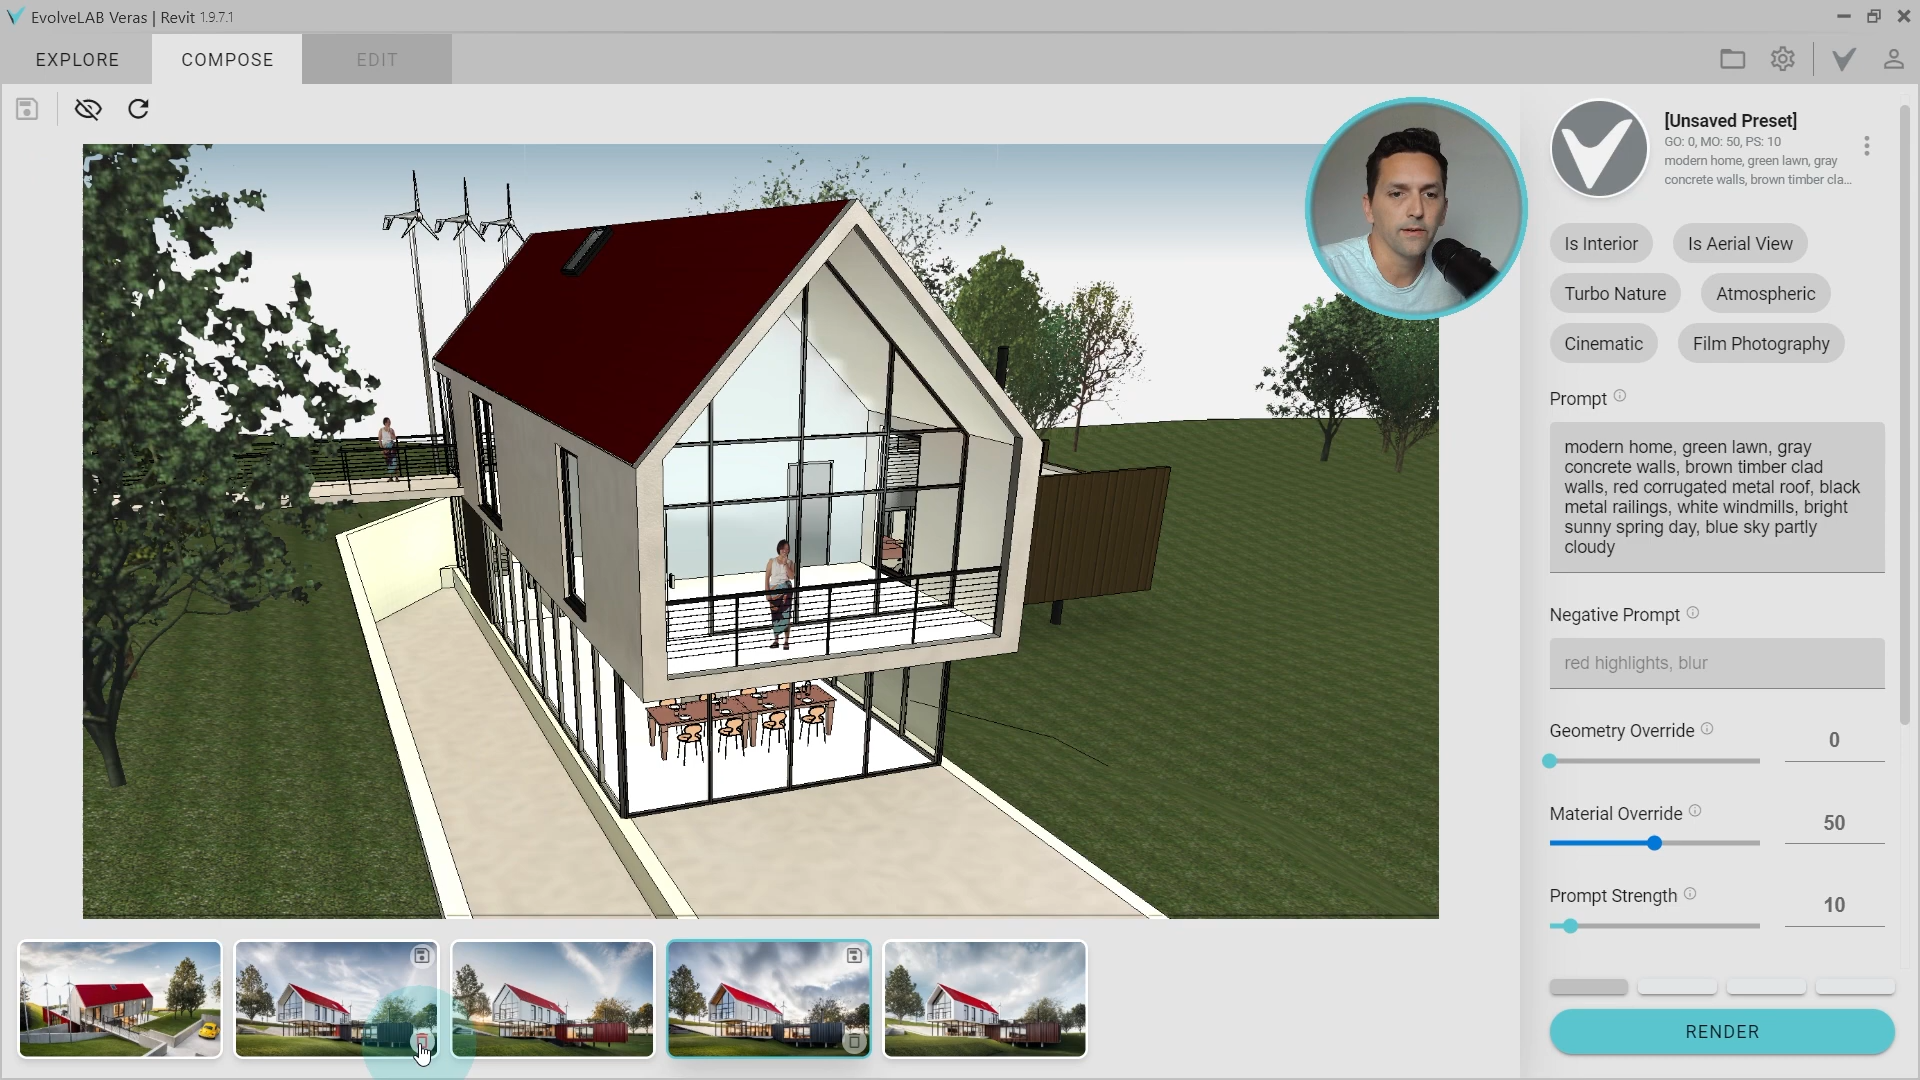 EvolveLAB Veras | Revit 1.9.7.1
EXPLORE
COMPOSE
EDIT
[Unsaved Preset]
GO: 0, MO: 50, PS: 10
modern home, green lawn, gray
concrete walls, brown timber cla...
Is Interior
Is Aerial View
Turbo Nature
Atmospheric
Cinematic
Film Photography
Prompt
modern home, green lawn, gray
concrete walls, brown timber clad
walls, red corrugated metal roof, black
metal railings, white windmills, bright
sunny spring day, blue sky partly
cloudy
Negative Prompt
red highlights, blur
Geometry Override
0
Material Override
50
Prompt Strength
10
RENDER